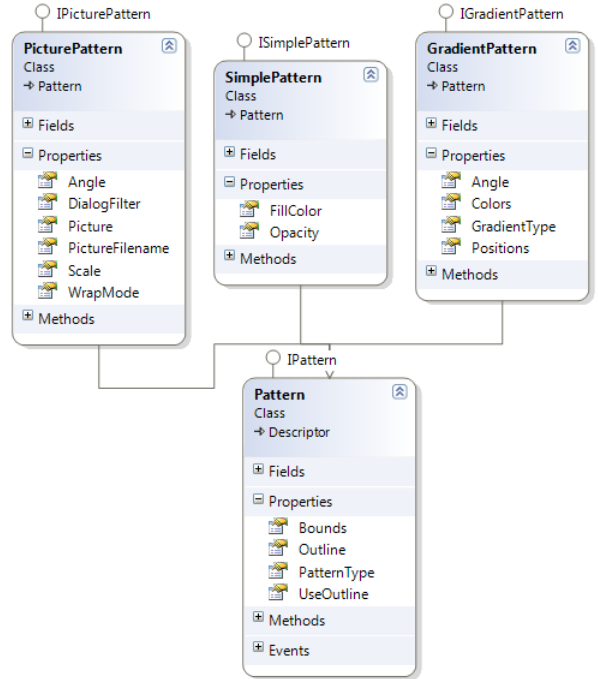 IPicturePattern
PicturePattern
Class
Pattern
Fields
Properties
Angle
DialogFilter
Picture
PictureFilename
Scale
WrapMode
Methods
ISimplePattern
SimplePattern
Class
Pattern
Fields
Properties
FillColor
Opacity
Methods
IGradientPattern
GradientPattern
Class
Pattern
Fields
Properties
Angle
Colors
GradientType
Positions
Methods
IPattern
Pattern
Class
Descriptor
Fields
Properties
Bounds
Outline
PatternType
UseOutline
Methods
Events